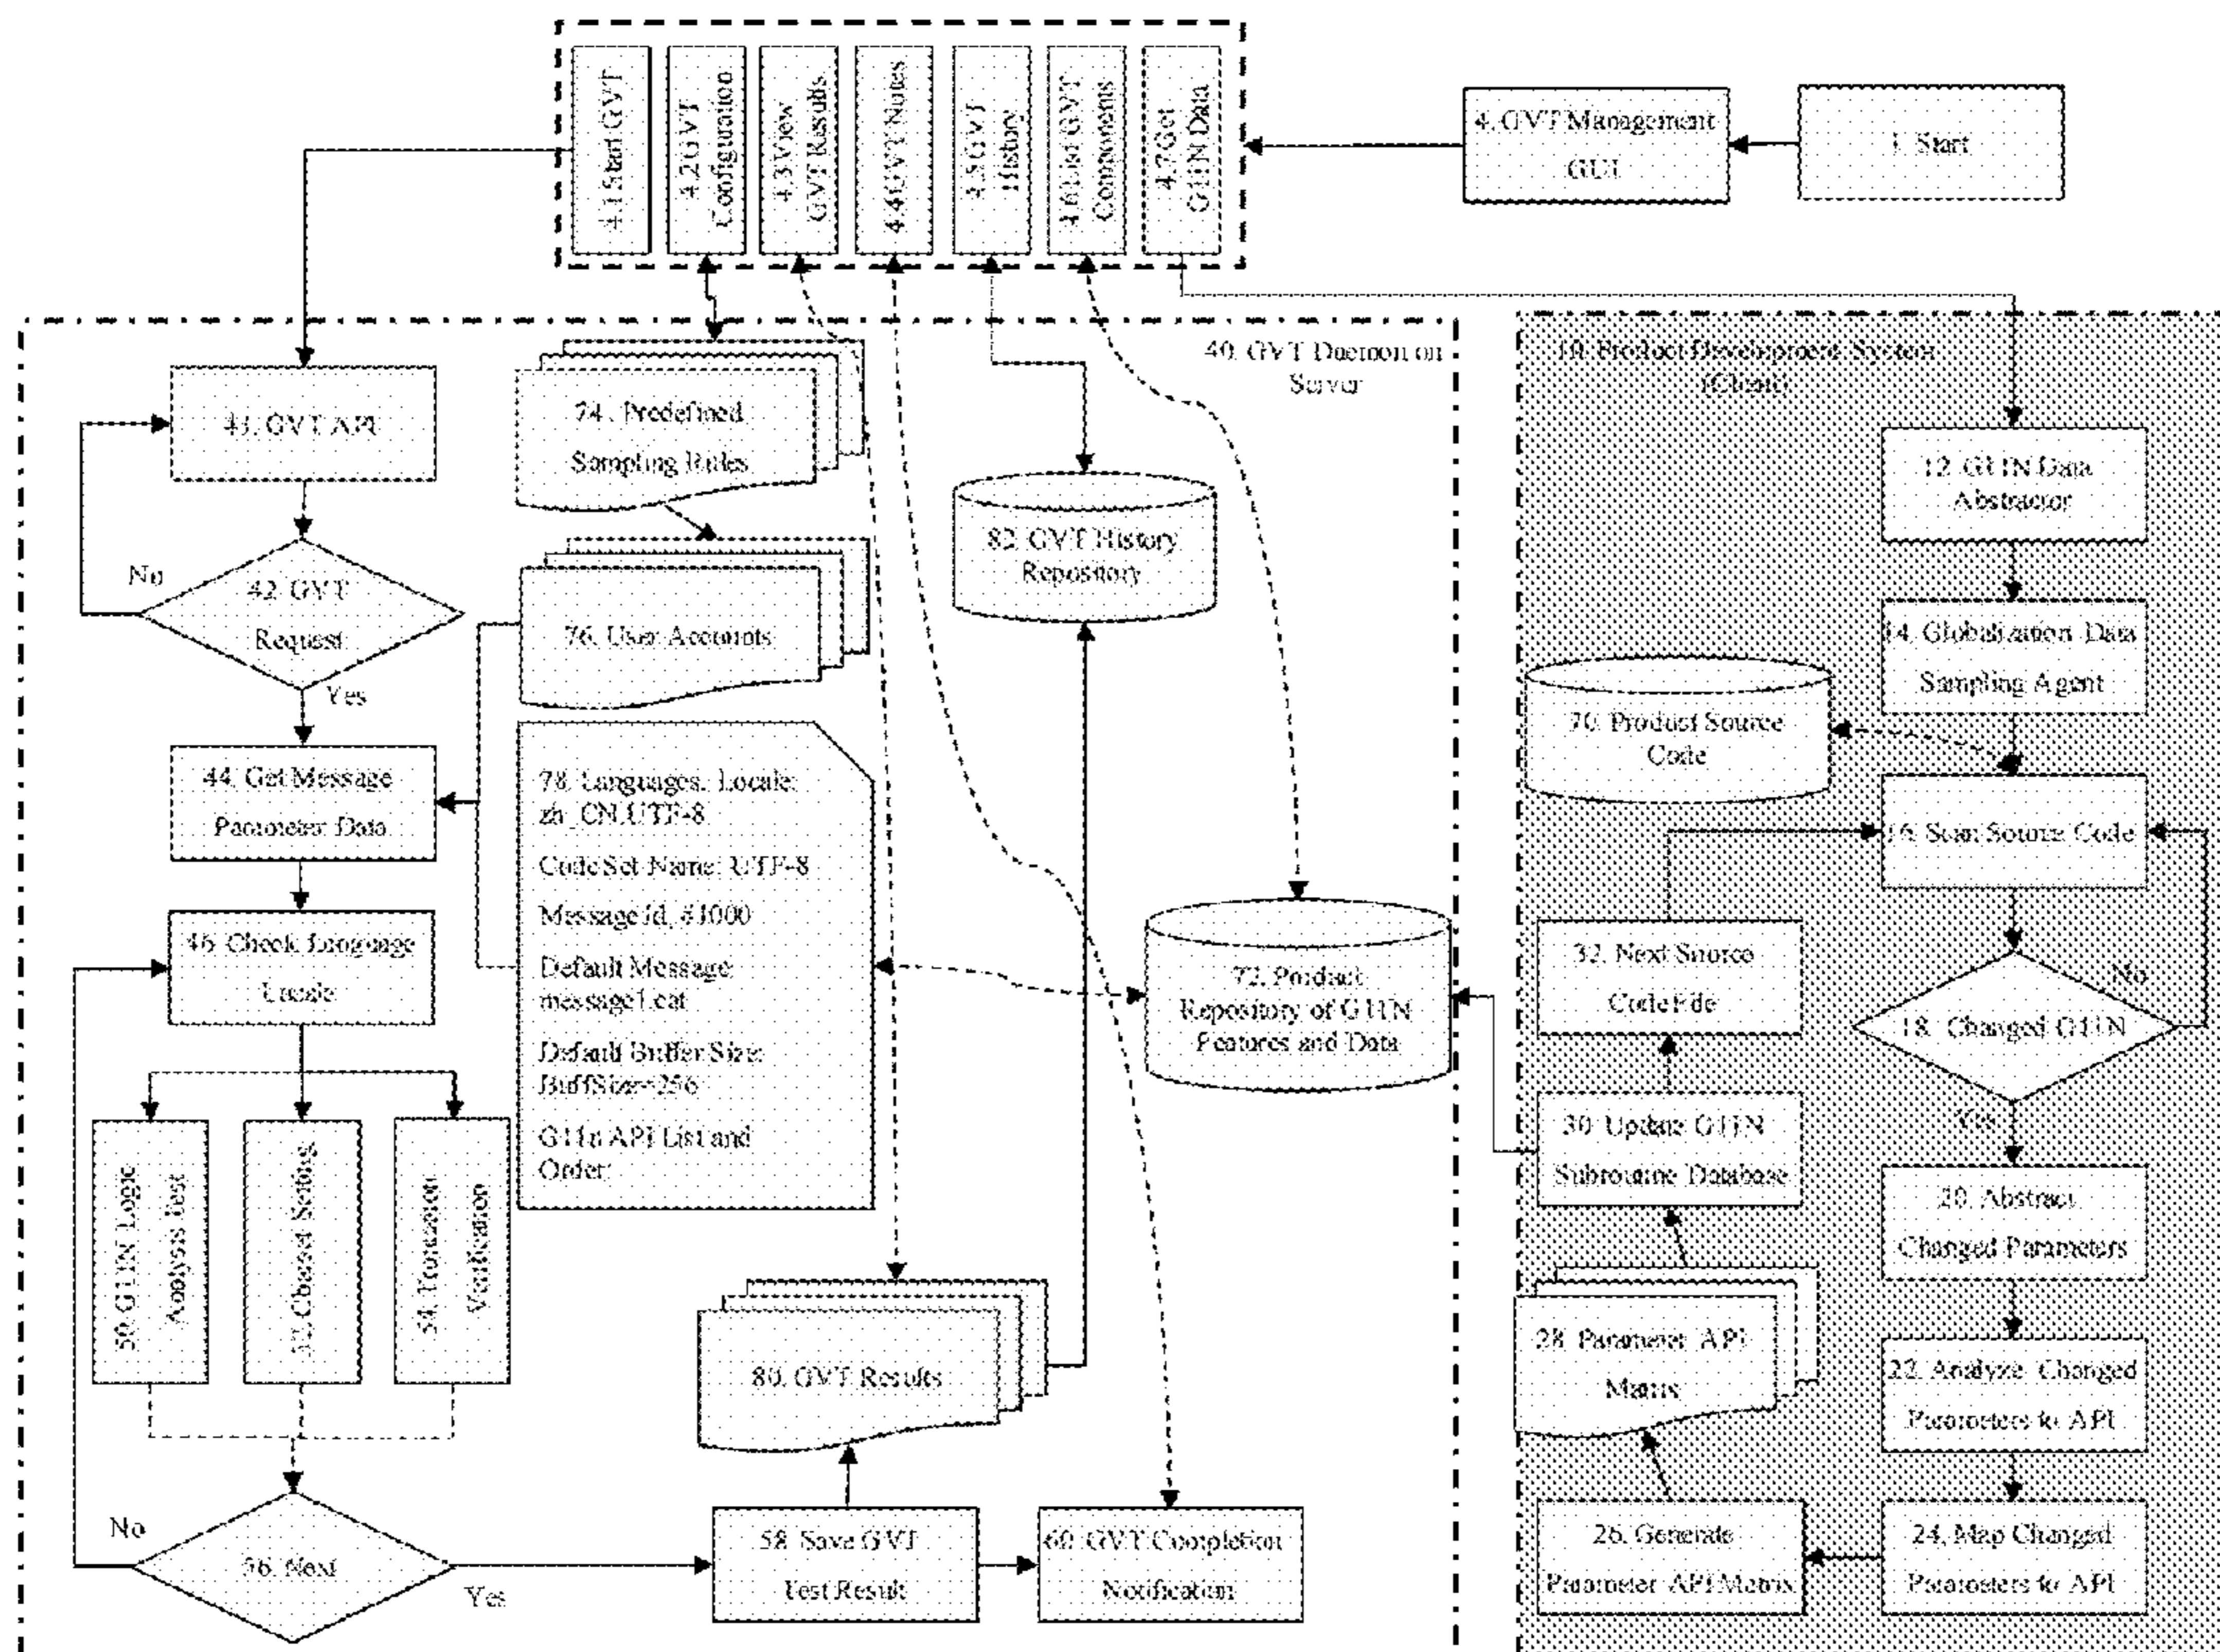 4.1 Start GVT
4.2 GVT
Configuration
4.3 View
GVT Results
4.4 GVT Notes
4.5 GVT
History
4.6 List GVT
Components
4.7 Get
G11N Data
4. GVT Management
GUI
1. Start
40. GVT Daemon on
Server
10. Product Development System
(Client)
41. GVT API
42. GVT
Request
No
Yes
44. Get Message
Parameter Data
46. Check Language
Locale
50. G11N Logic
Analysis Test
52. Charset Setting
54. Truncation
Verification
56. Next
No
Yes
74. Predefined
Sampling Rules
76. User Accounts
78. Languages. Locale:
zh_CN.UTF-8
CodeSet Name: UTF-8
Message Id, #1000
Default Message:
message1.cat
Default Buffer Size:
BuffSize=256
G11n API List and
Order;
80. GVT Results
82. GVT History
Repository
58. Save GVT
Test Result
60. GVT Completion
Notification
72. Product
Repository of G11N
Features and Data
12. G11N Data
Abstractor
14. Globalization Data
Sampling Agent
70. Product Source
Code
16. Scan Source Code
18. Changed G11N
No
Yes
32. Next Source
Code File
30. Update G11N
Subroutine Database
20. Abstract
Changed Parameters
28. Parameter API
Matrix
22. Analyze Changed
Parameters to API
26. Generate
Parameter API Matrix
24. Map Changed
Parameters to API